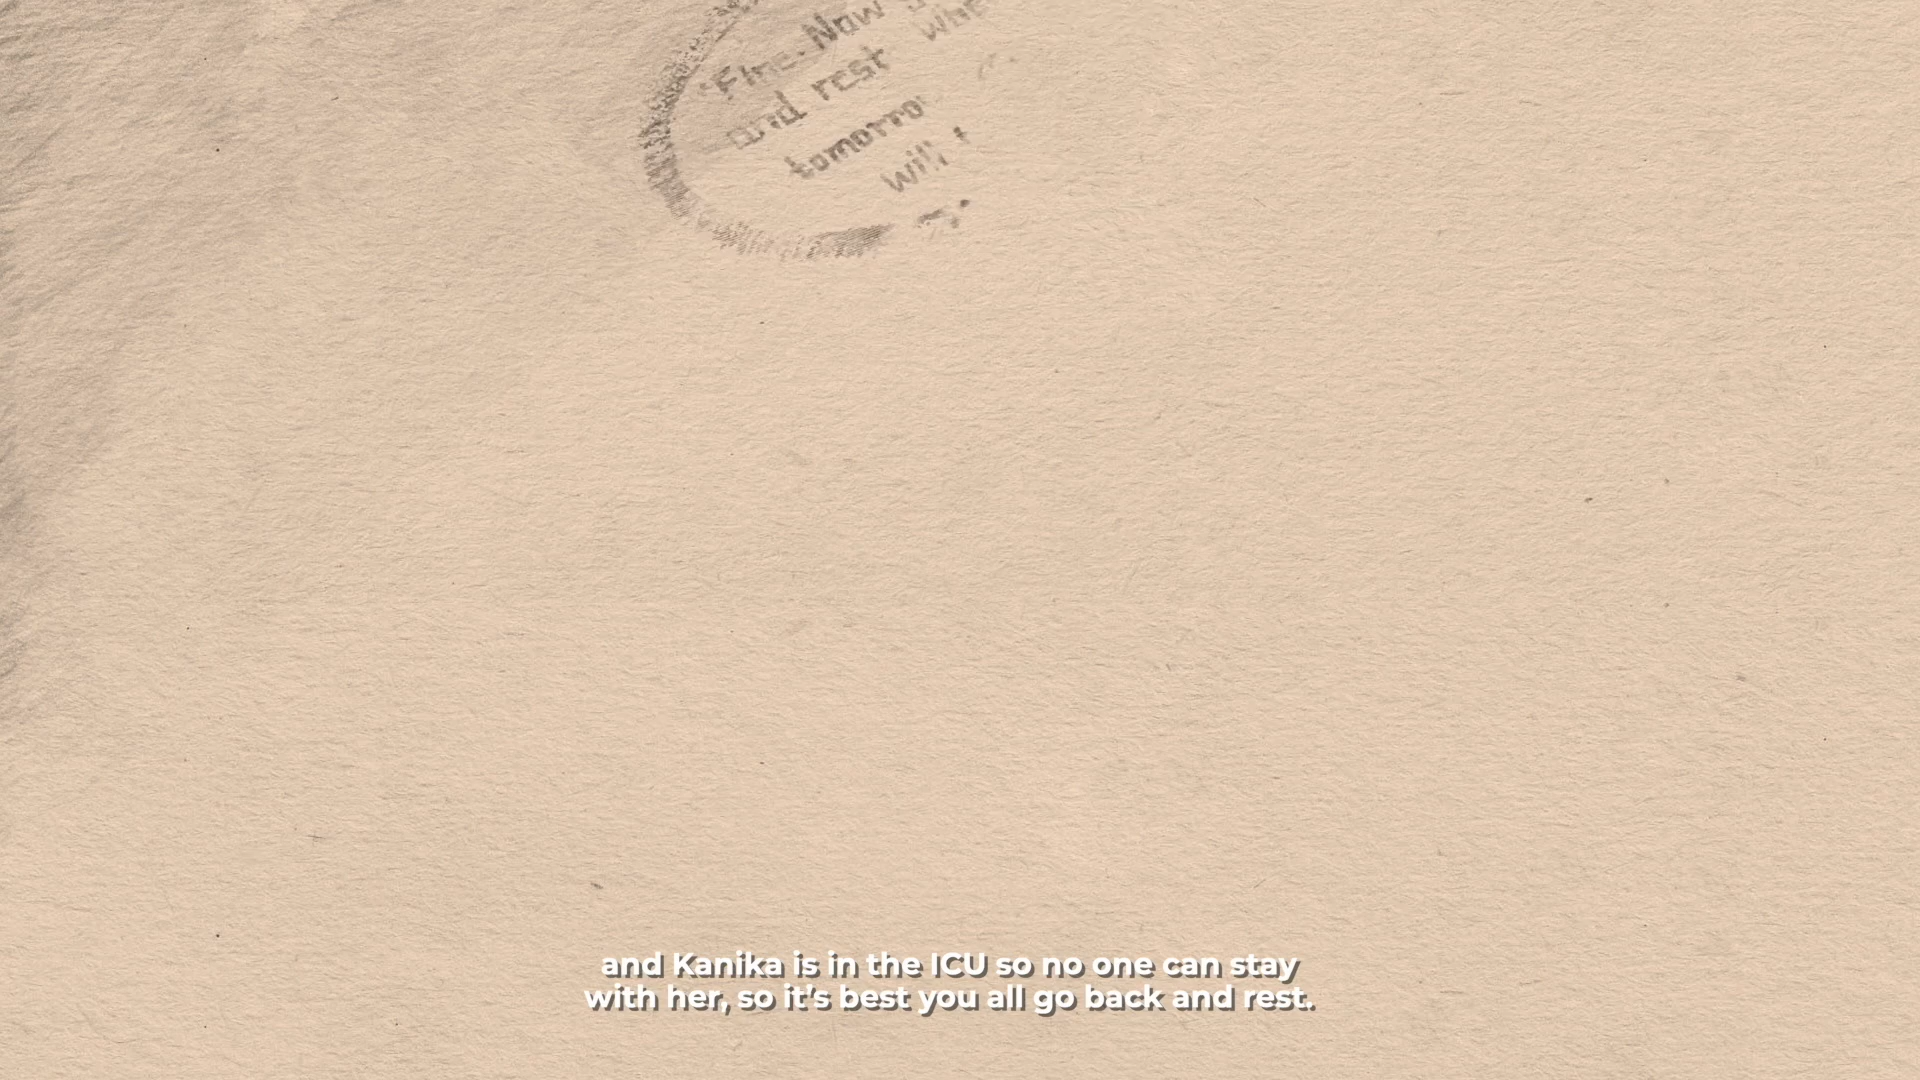 Fine. Now
and rest
will
and Kanika is in the ICU so no one can stay
with her, so it's best you all go back and rest.